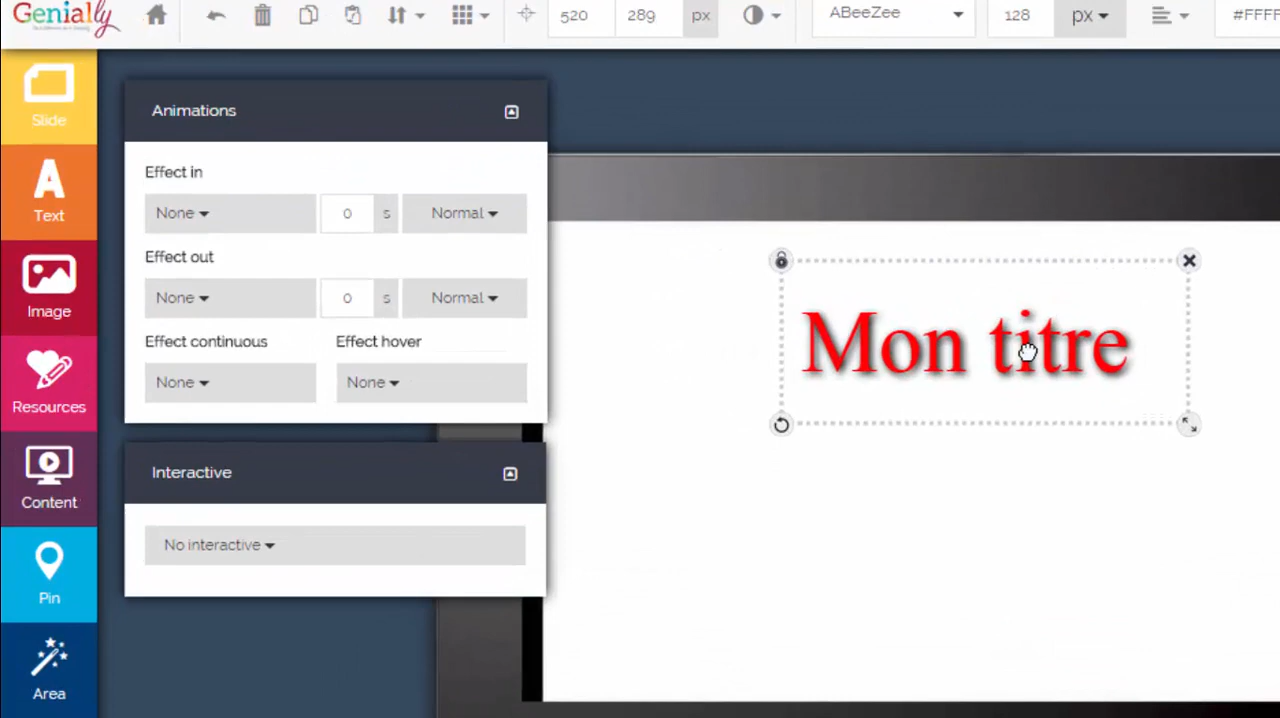 Genially
520 289 px ABeeZee 128 px #FFFF
Slide
Text
Image
Resources
Content
Pin
Area
Animations
Effect in
None 0 s Normal
Effect out
None 0 s Normal
Effect continuous Effect hover
None None
Interactive
No interactive
Mon titre